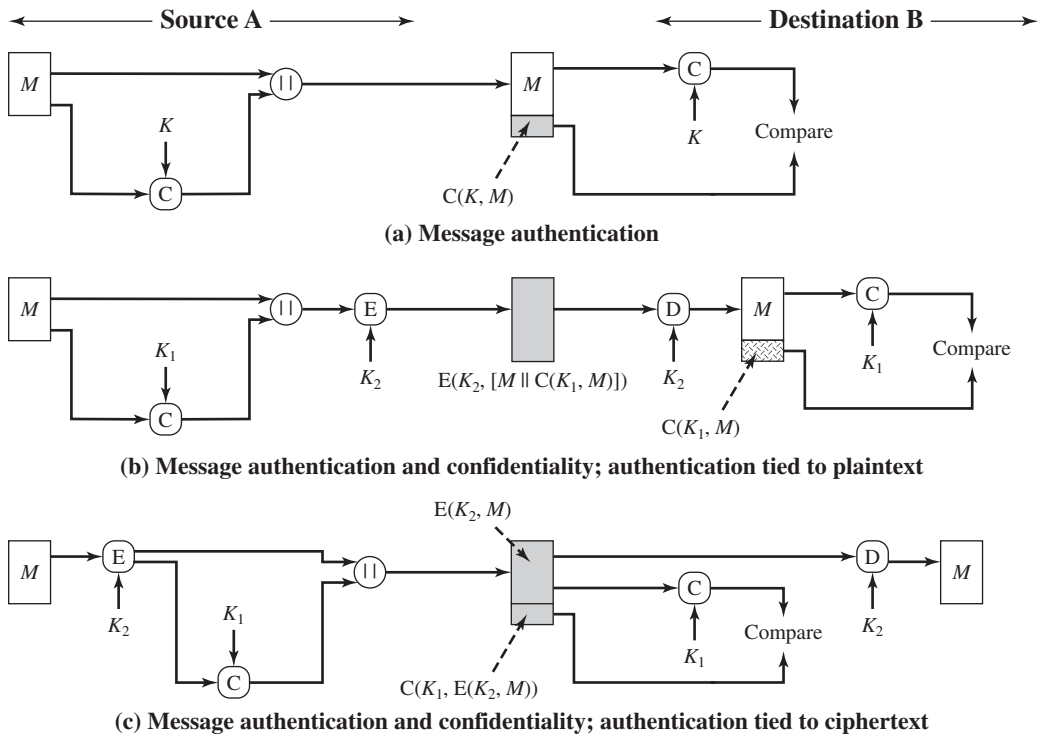 Source A Destination B
M || M C
K K Compare
C
C(K, M)
(a) Message authentication
M || E D M C
K₁ K₂ K₂ K₁ Compare
E(K₂, [M || C(K₁, M)])
C C(K₁, M)
(b) Message authentication and confidentiality; authentication tied to plaintext
E(K₂, M)
M E || D M
K₂ K₁ C K₂
K₁ Compare
C
C(K₁, E(K₂, M))
(c) Message authentication and confidentiality; authentication tied to ciphertext